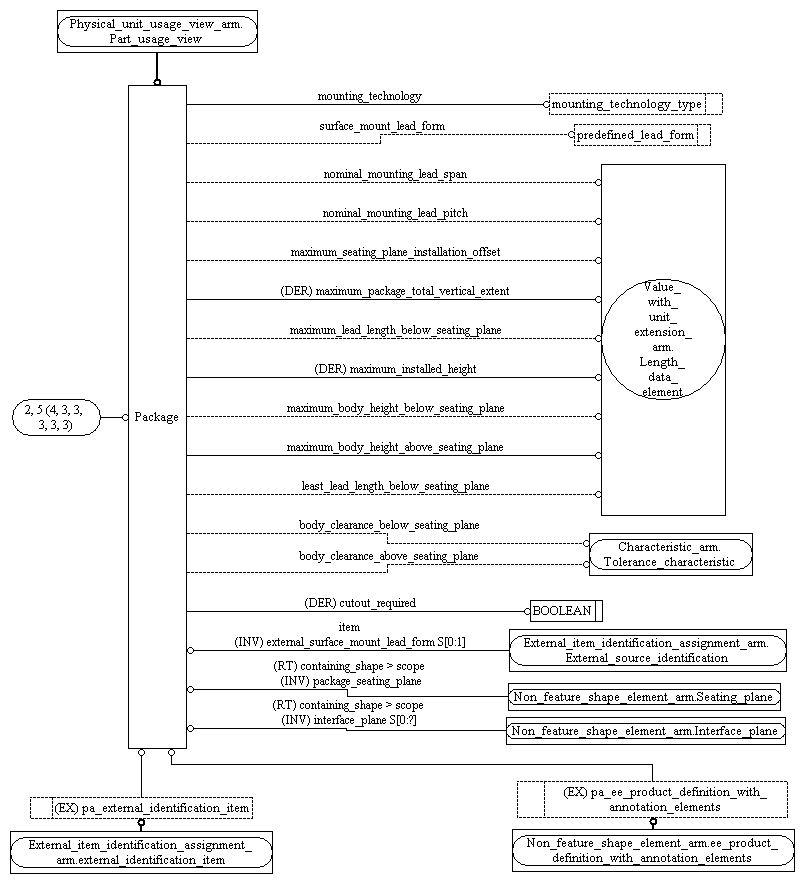 Physical_unit_usage_view_arm.
Part_usage_view
mounting_technology
mounting_technology_type
surface_mount_lead_form
predefined_lead_form
nominal_mounting_lead_span
nominal_mounting_lead_pitch
maximum_seating_plane_installation_offset
(DER) maximum_package_total_vertical_extent
maximum_lead_length_below_seating_plane
(DER) maximum_installed_height
maximum_body_height_below_seating_plane
maximum_body_height_above_seating_plane
least_lead_length_below_seating_plane
Value_
with_
unit_
extension_
arm.
Length_
data_
element
2, 5 (4, 3, 3,
3, 3, 3)
Package
body_clearance_below_seating_plane
body_clearance_above_seating_plane
Characteristic_arm.
Tolerance_characteristic
(DER) cutout_required
BOOLEAN
item
(INV) external_surface_mount_lead_form S[0:1]
External_item_identification_assignment_arm.
External_source_identification
(RT) containing_shape > scope
(INV) package_seating_plane
Non_feature_shape_element_arm.Seating_plane
(RT) containing_shape > scope
(INV) interface_plane S[0:?]
Non_feature_shape_element_arm.Interface_plane
(EX) pa_external_identification_item
External_item_identification_assignment_
arm.external_identification_item
(EX) pa_ee_product_definition_with_
annotation_elements
Non_feature_shape_element_arm.ee_product_
definition_with_annotation_elements